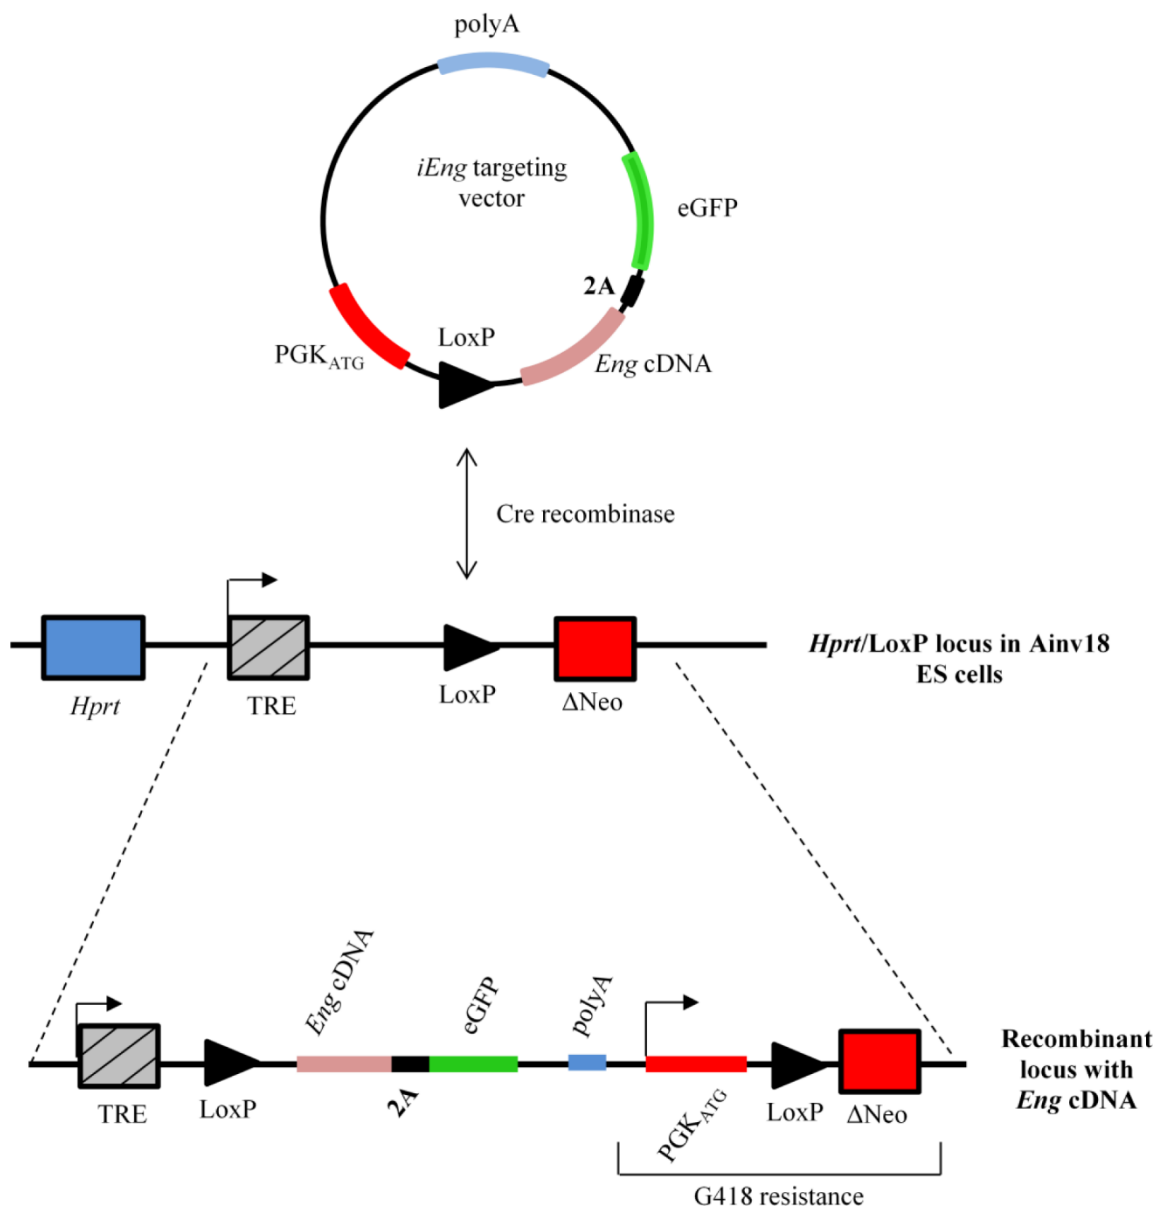 polyA
iEng targeting
vector
eGFP
2A
LoxP
PGKATG
Eng cDNA
Cre recombinase
Hprt/LoxP locus in Ainv18
ES cells
Hprt
TRE
LoxP
ΔNeo
Eng cDNA
eGFP
polyA
Recombinant
locus with
Eng cDNA
TRE
LoxP
2A
PGKATG
LoxP
ΔNeo
G418 resistance